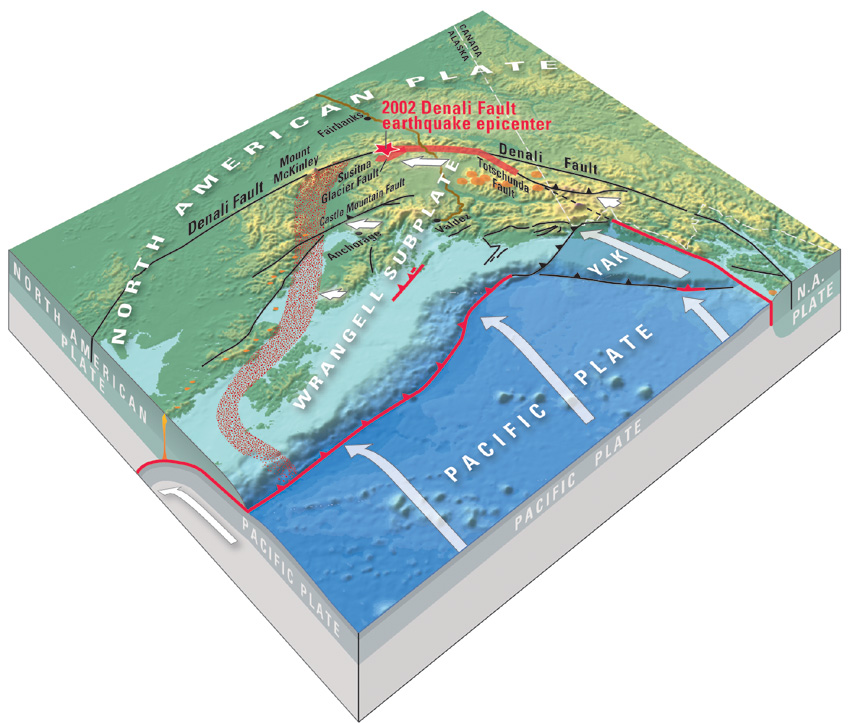 CANADA
ALASKA
NORTH AMERICAN PLATE
2002 Denali Fault
earthquake epicenter
Fairbanks
Denali Fault
Mount
McKinley
Susitna
Glacier Fault
Totschunda
Fault
Denali Fault
Castle Mountain Fault
Anchorage
Valdez
WRANGELL SUBPLATE
YAK
N.A.
PLATE
NORTH AMERICAN
PLATE
PACIFIC PLATE
PACIFIC PLATE
PACIFIC PLATE